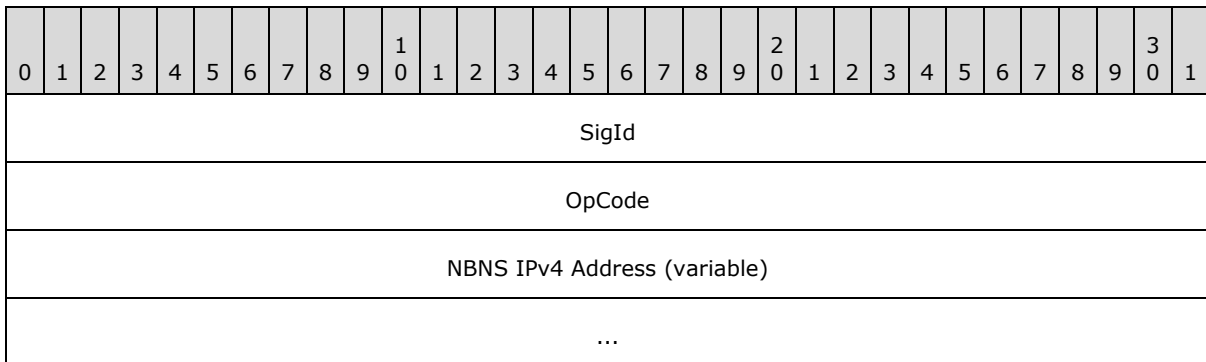 0 1 2 3 4 5 6 7 8 9 1 0 1 2 3 4 5 6 7 8 9 2 0 1 2 3 4 5 6 7 8 9 3 0 1
SigId
OpCode
NBNS IPv4 Address (variable)
...